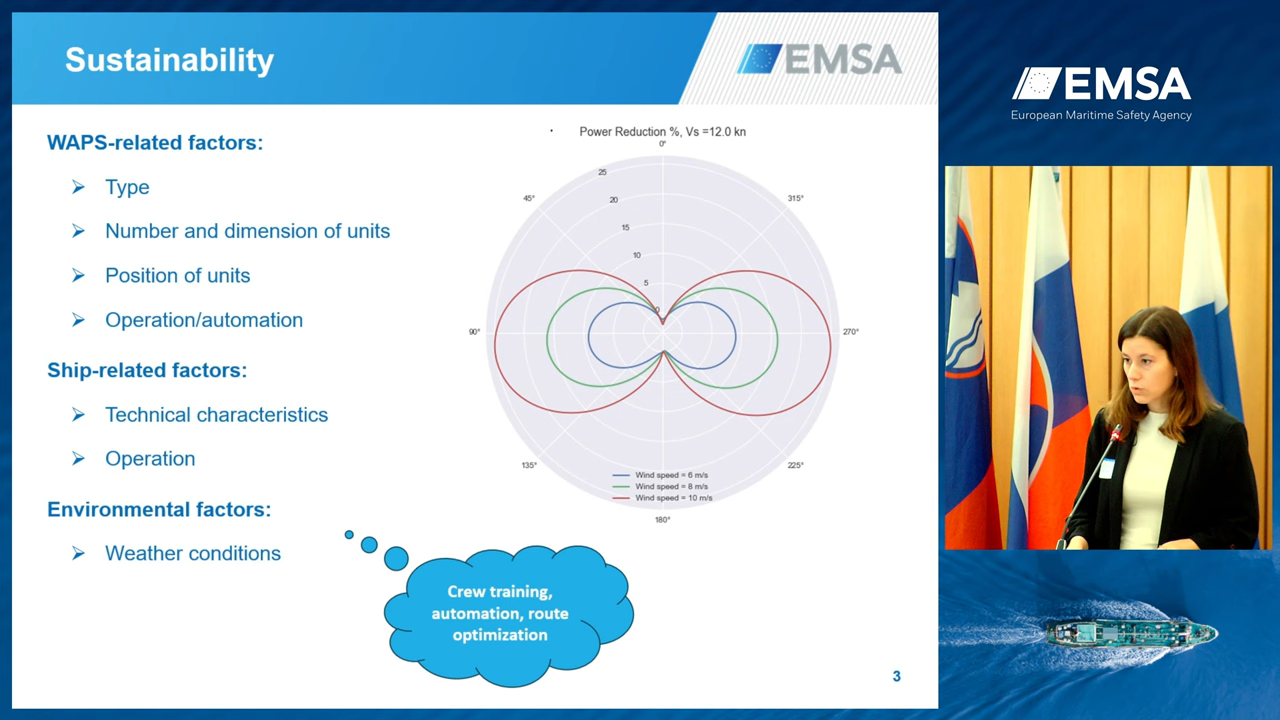 Sustainability
EMSA
WAPS-related factors:
Type
Number and dimension of units
Position of units
Operation/automation
Ship-related factors:
Technical characteristics
Operation
Environmental factors:
Weather conditions
Crew training,
automation, route
optimization
Power Reduction %, Vs =12.0 kn
0°
45°
315°
25
20
15
10
5
0
90°
270°
135°
225°
Wind speed = 6 m/s
Wind speed = 8 m/s
Wind speed = 10 m/s
180°
3
EMSA
European Maritime Safety Agency